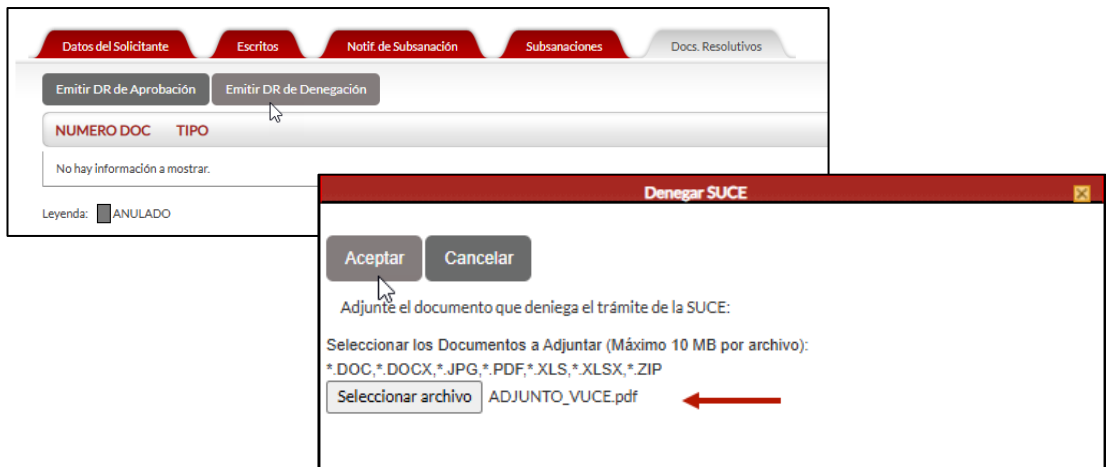 Datos del Solicitante Escritos Notif. de Subsanación Subsanaciones Docs. Resolutivos
Emitir DR de Aprobación Emitir DR de Denegación
NUMERO DOC TIPO
No hay información a mostrar.
Leyenda: ANULADO
Denegar SUCE
Aceptar Cancelar
Adjunte el documento que deniega el trámite de la SUCE:
Seleccionar los Documentos a Adjuntar (Máximo 10 MB por archivo):
*.DOC,*.DOCX,*.JPG,*.PDF,*.XLS,*.XLSX,*.ZIP
Seleccionar archivo ADJUNTO_VUCE.pdf